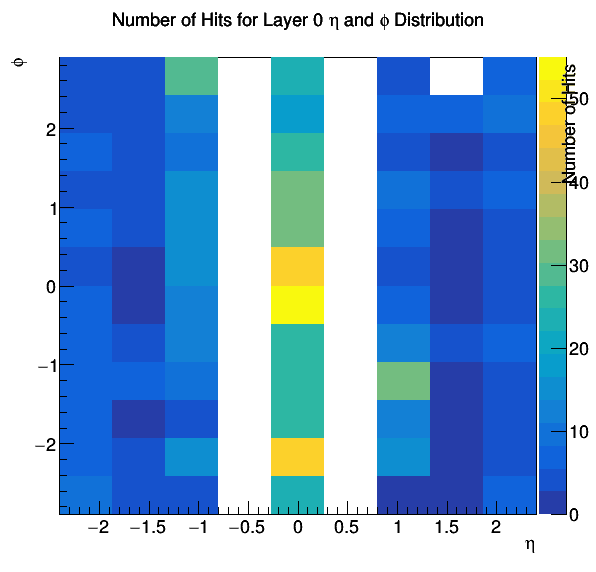 Number of Hits for Layer 0 η and ϕ Distribution
ϕ
Number of Hits
2
1
0
−1
−2
50
40
30
20
10
0
−2 −1.5 −1 −0.5 0 0.5 1 1.5 2
η